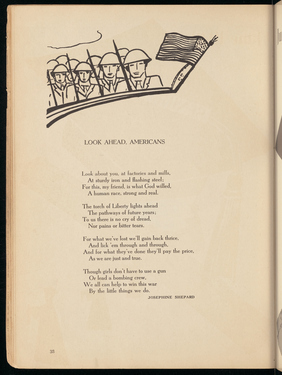 LOOK AHEAD, AMERICANS
Look about you, at factories and mills,
At sturdy iron and flashing steel;
For this, my friend, is what God willed,
A human race, strong and real.
The torch of Liberty lights ahead
The pathways of future years;
To us there is no cry of dread,
Nor pains or bitter tears.
For what we've lost we'll gain back thrice,
And lick 'em through and through,
And for what they've done they'll pay the price,
As we are just and true.
Though girls don't have to use a gun
Or lead a bombing crew,
We all can help to win this war
By the little things we do.
JOSEPHINE SHEPARD